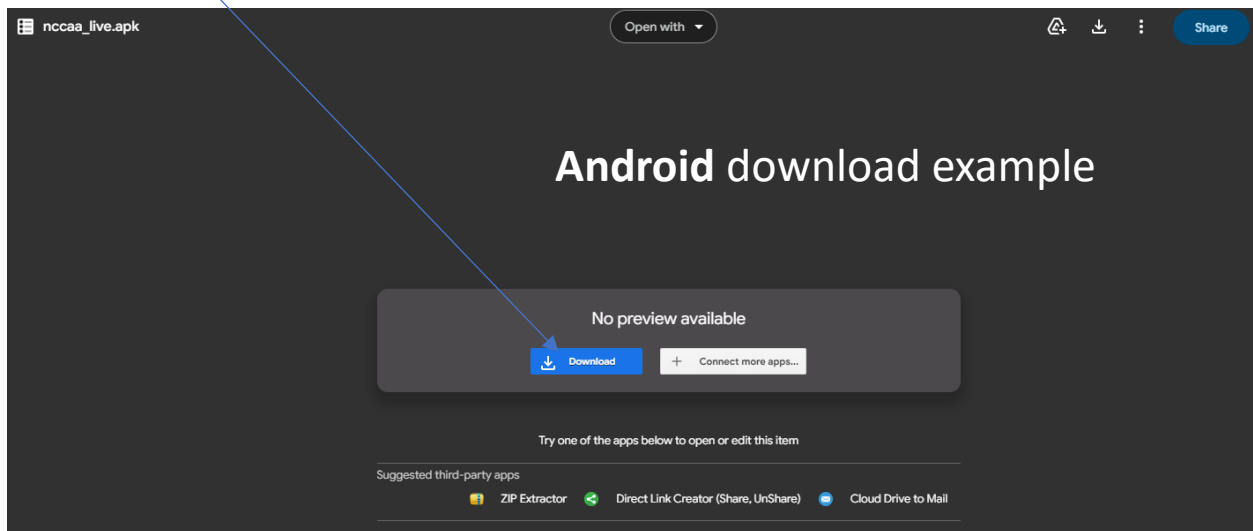 nccaa_live.apk
Open with
Share
Android download example
No preview available
Download
Connect more apps...
Try one of the apps below to open or edit this item
Suggested third-party apps
ZIP Extractor
Direct Link Creator (Share, UnShare)
Cloud Drive to Mail